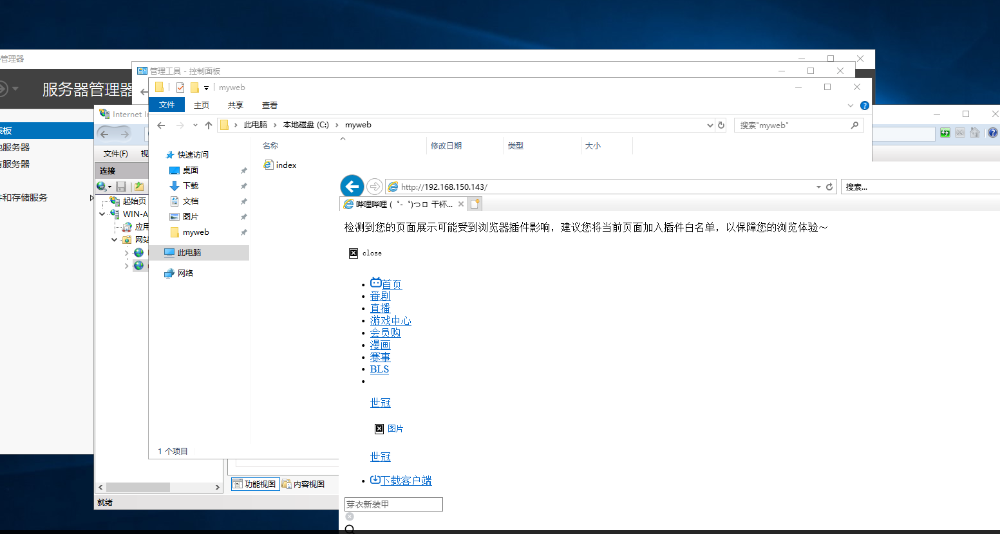 管理器
管理工具 - 控制面板
服务器管理器
myweb
文件 主页 共享 查看
Internet
此电脑 本地磁盘 (C:) myweb
搜索"myweb"
板
服务器
服务器
和存储服务
文件(F)
连接
起始页
WIN-A
应用
网站
快速访问
桌面
下载
文档
图片
myweb
此电脑
网络
名称 修改日期 类型 大小
index
1 个项目
功能视图 内容视图
就绪
http://192.168.150.143/
搜索...
哔哩哔哩 ( ゜- ゜)つロ 干杯...
检测到您的页面展示可能受到浏览器插件影响，建议您将当前页面加入插件白名单，以保障您的浏览体验～
close
首页
番剧
直播
游戏中心
会员购
漫画
赛事
BLS
世冠
图片
世冠
下载客户端
芽衣新装甲